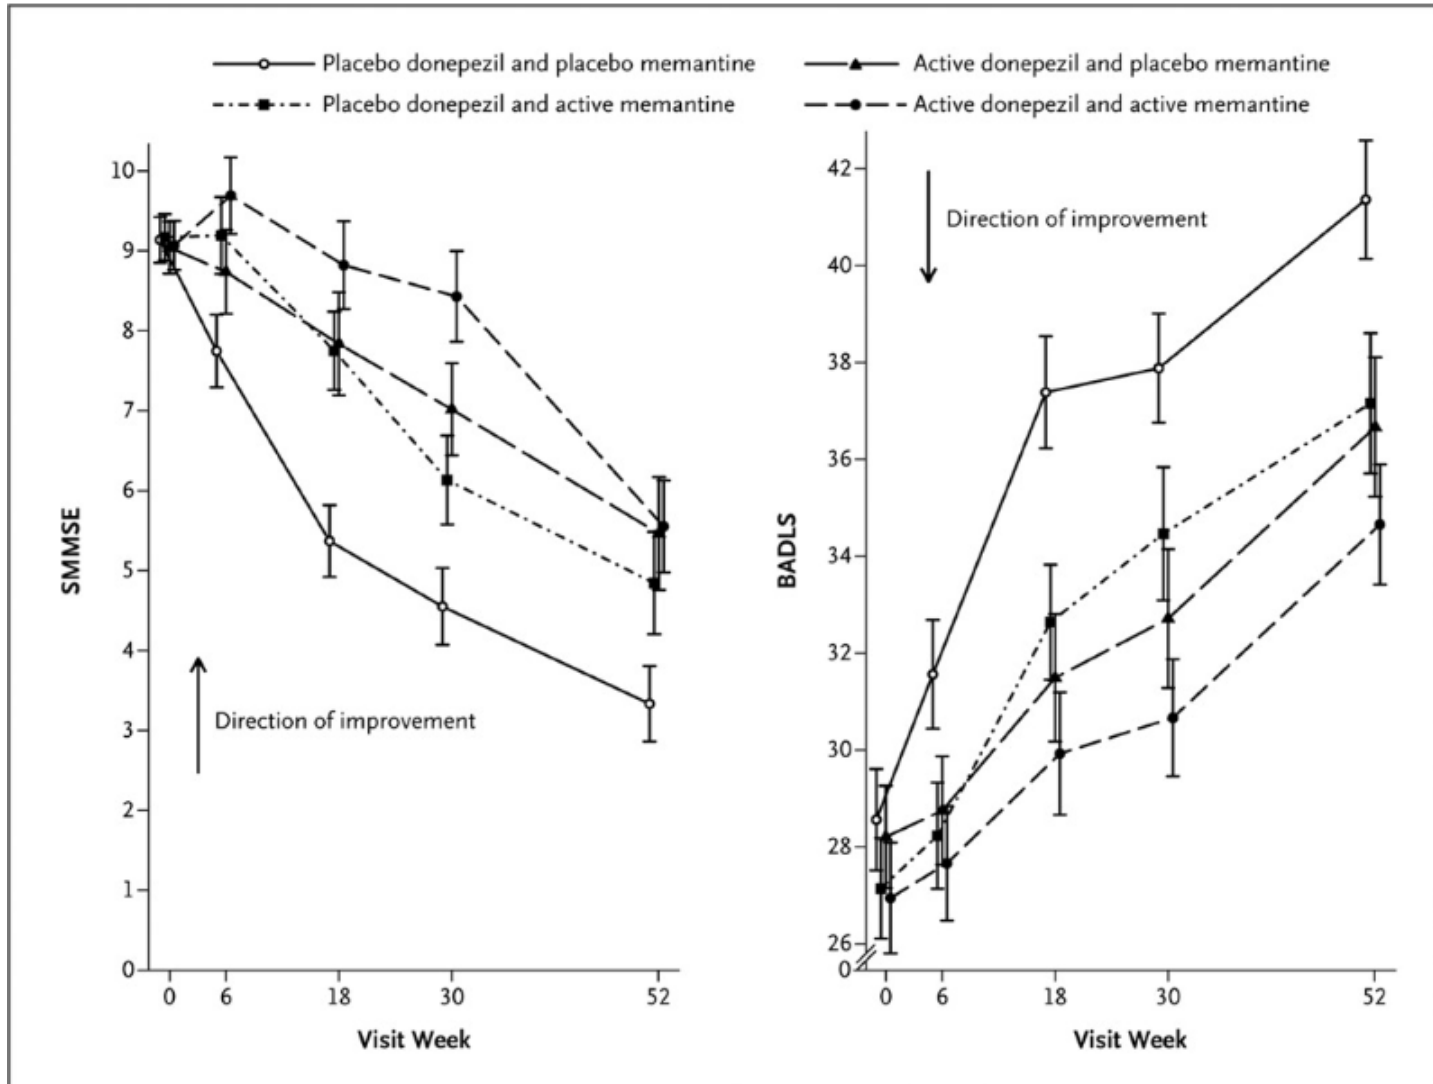 Placebo donepezil and placebo memantine
Active donepezil and placebo memantine
Placebo donepezil and active memantine
Active donepezil and active memantine
SMMSE
10
9
8
7
6
5
4
3
2
1
0
Direction of improvement
0 6 18 30 52
Visit Week
BADLS
42
40
38
36
34
32
30
28
26
0
Direction of improvement
0 6 18 30 52
Visit Week